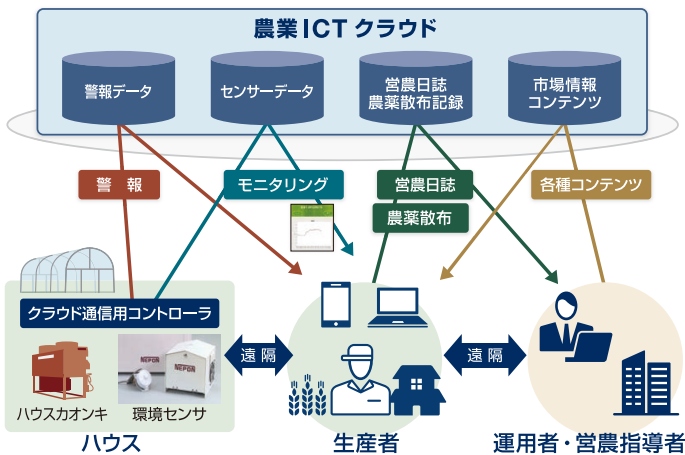 農業ICTクラウド
警報データ
センサーデータ
営農日誌
農薬散布記録
市場情報
コンテンツ
警 報
モニタリング
営農日誌
農薬散布
各種コンテンツ
クラウド通信用コントローラ
NEPON
NEPON
ハウスカオンキ
環境センサ
ハウス
遠 隔
生産者
遠 隔
運用者・営農指導者